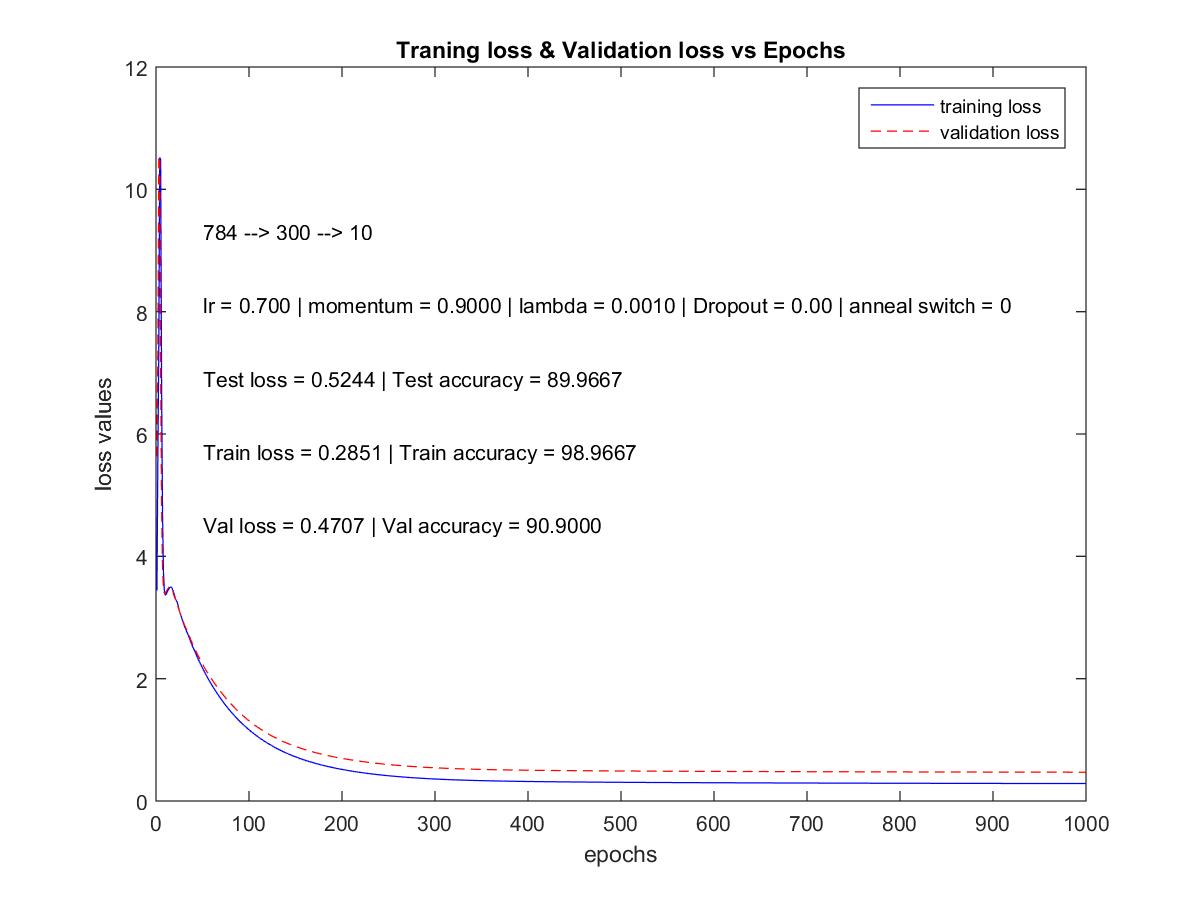 Traning loss & Validation loss vs Epochs
12
training loss
validation loss
10
784 --> 300 --> 10
8
lr = 0.700 | momentum = 0.9000 | lambda = 0.0010 | Dropout = 0.00 | anneal switch = 0
Test loss = 0.5244 | Test accuracy = 89.9667
loss values
6
Train loss = 0.2851 | Train accuracy = 98.9667
Val loss = 0.4707 | Val accuracy = 90.9000
4
2
0
0 100 200 300 400 500 600 700 800 900 1000
epochs